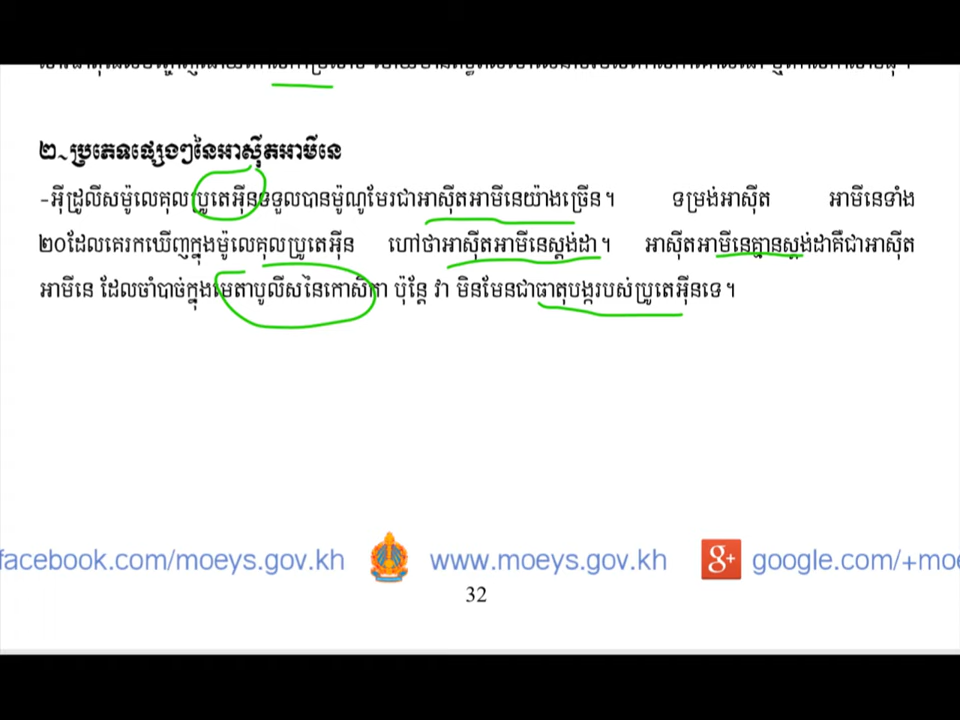 ២~ប្រភេទផ្សេងៗនៃអាស៊ីតអាមីនេ
-អ៊ីដ្រូលីសម៉ូលេគុលប្រូតេអ៊ីនទទួលបានម៉ូណូមែរជាអាស៊ីតអាមីនេយ៉ាងច្រើន។ ទម្រង់អាស៊ីត អាមីនេទាំង
២០ដែលគេរកឃើញក្នុងម៉ូលេគុលប្រូតេអ៊ីន ហៅថាអាស៊ីតអាមីនេស្តង់ដា។ អាស៊ីតអាមីនេគ្មានស្តង់ដាគឺជាអាស៊ីត
អាមីនេ ដែលចាំបាច់ក្នុងមេតាបូលីសនៃកោសិកា ប៉ុន្តែ វា មិនមែនជាធាតុបង្ករបស់ប្រូតេអ៊ីនទេ។
facebook.com/moeys.gov.kh www.moeys.gov.kh g+ google.com/+moe
32